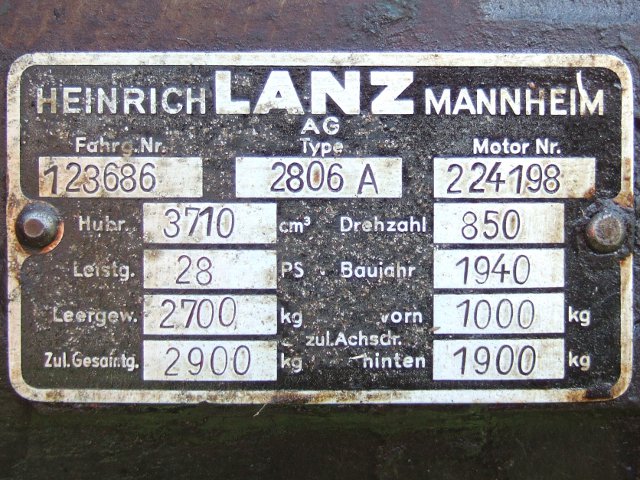 HEINRICH LANZ MANNHEIM
AG
Fahrg.Nr. Type Motor Nr.
123686 2806 A 224198
Hubr. 3710 cm³ Drehzahl 850
Leistg. 28 PS Baujahr 1940
Leergew. 2700 kg vorn 1000 kg
zul.Achsdr.
Zul. Gesamtg. 2900 kg hinten 1900 kg